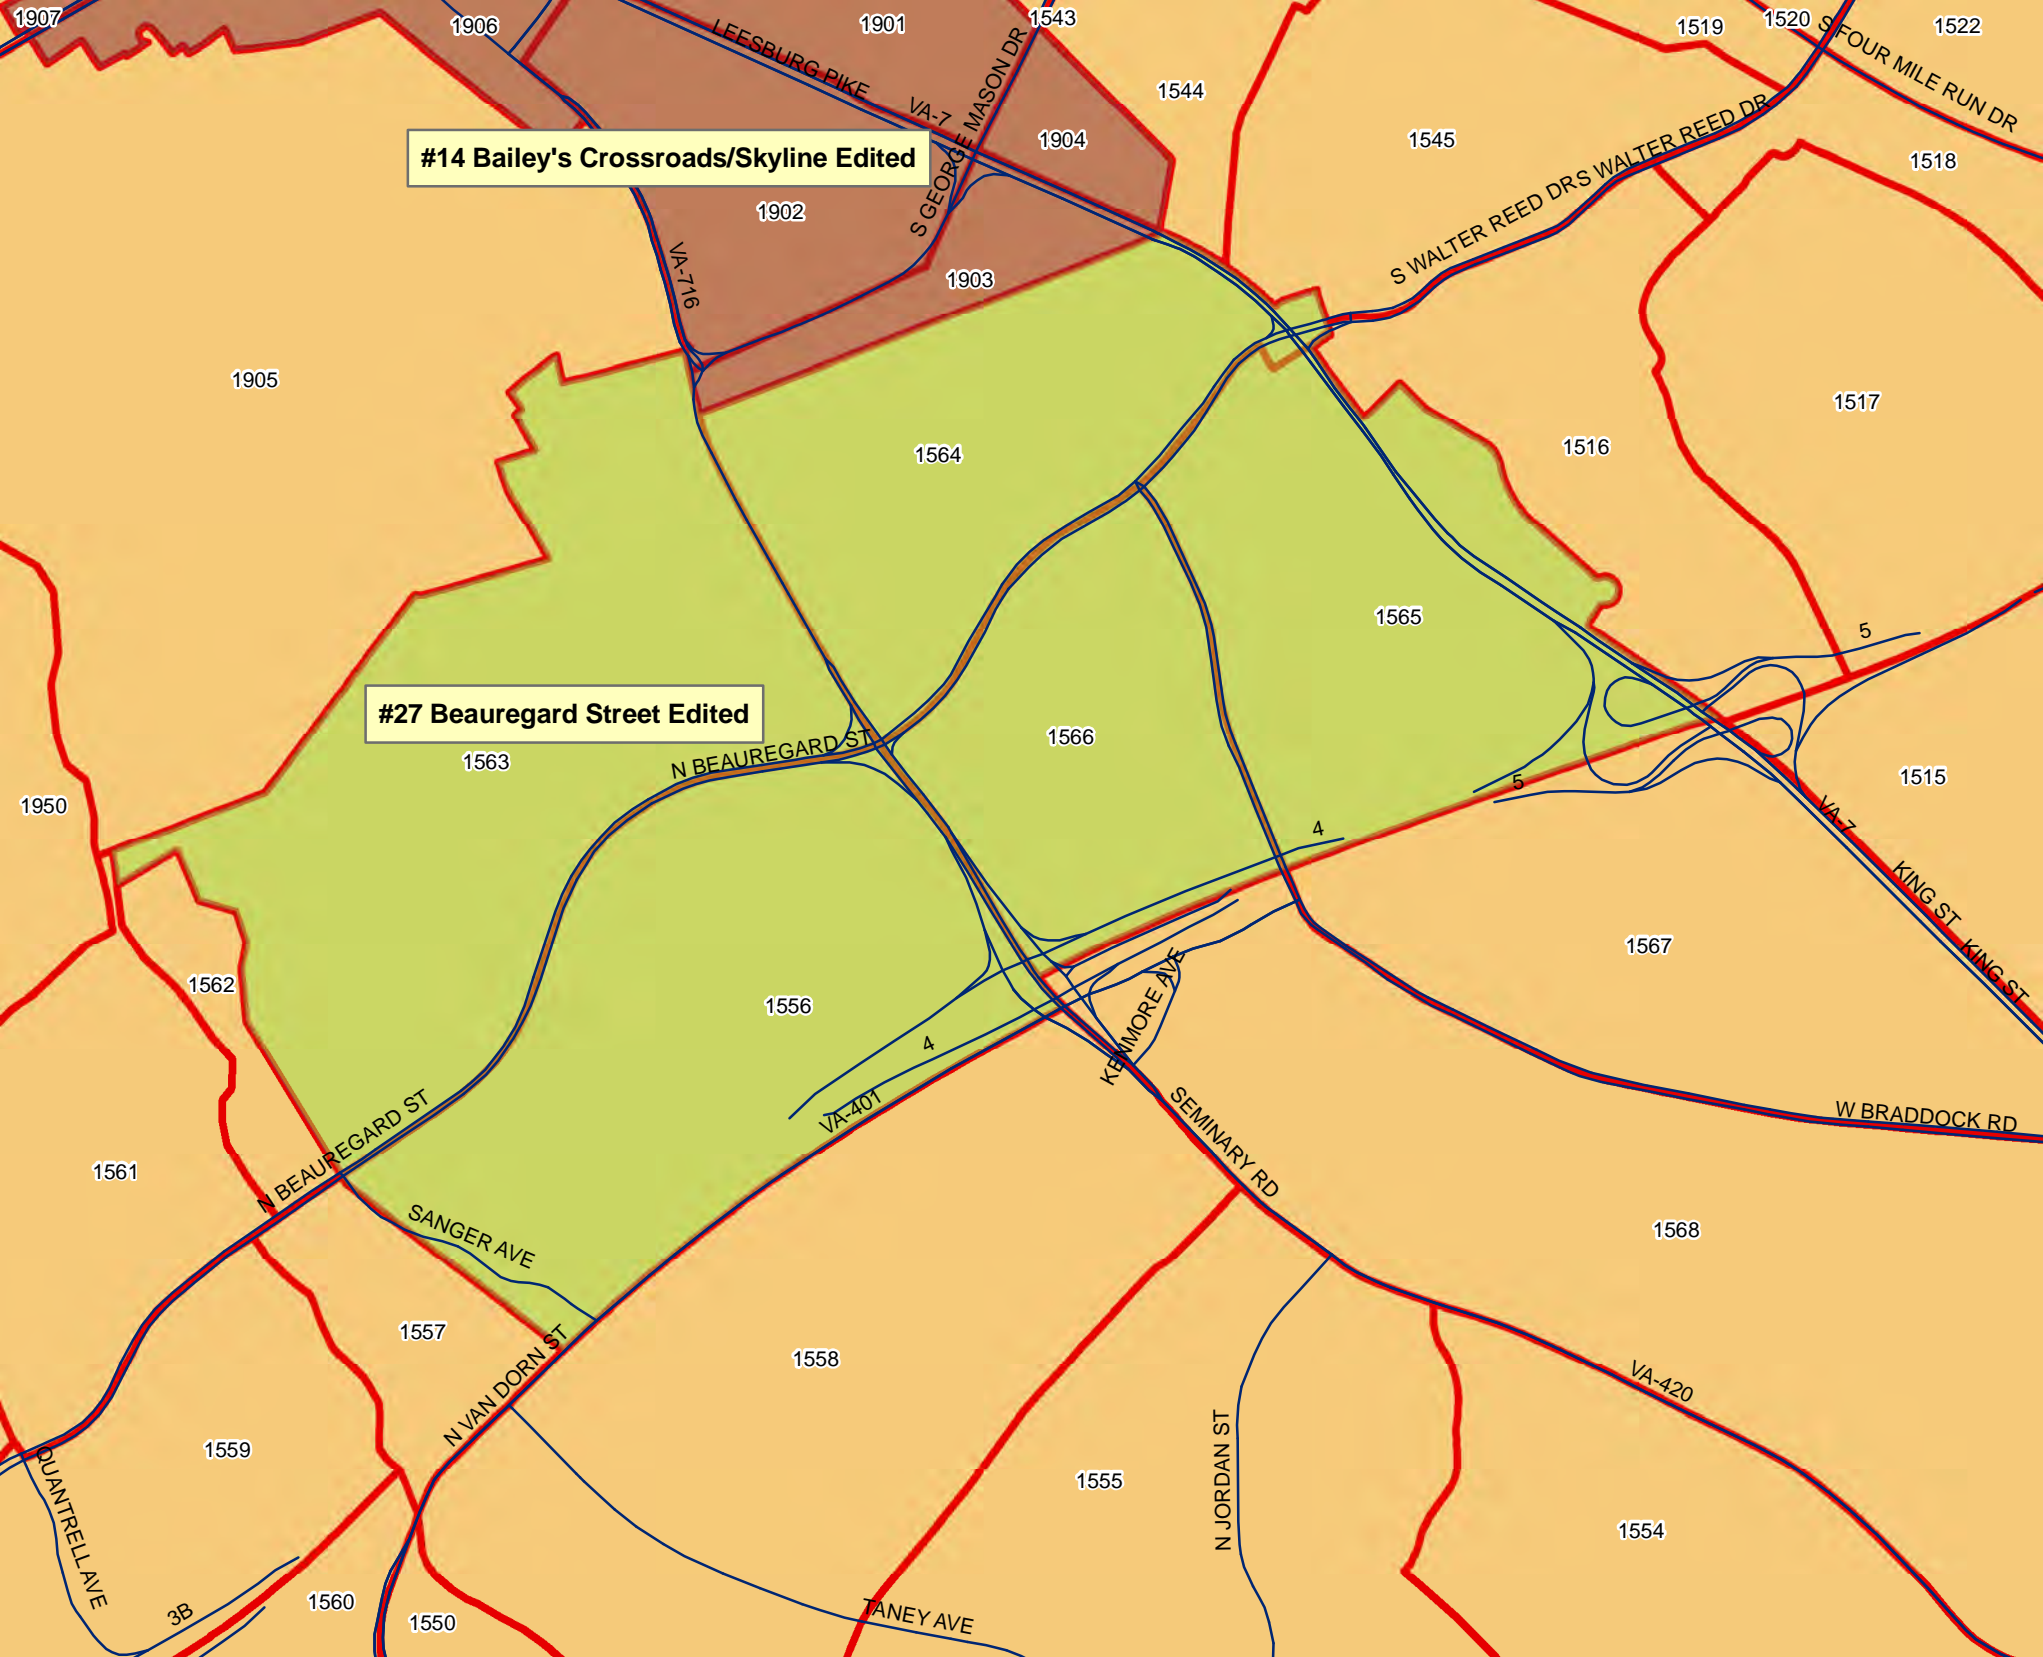 1907
1906
1901
1543
1519
1520
1522
S FOUR MILE RUN DR
LEESBURG PIKE
VA-7
S GEORGE MASON DR
1544
1904
1545
S WALTER REED DR
S WALTER REED DR
1518
#14 Bailey's Crossroads/Skyline Edited
1902
VA-716
1903
1905
1517
1564
1516
1565
5
#27 Beauregard Street Edited
N BEAUREGARD ST
1566
1563
1950
5
1515
4
VA-7
KING ST
KING ST
1567
1562
1556
4
KENMORE AVE
VA-401
SEMINARY RD
W BRADDOCK RD
N BEAUREGARD ST
1561
SANGER AVE
1568
1557
N VAN DORN ST
1558
VA-420
1559
QUANTRELL AVE
N JORDAN ST
1555
1554
3B
1560
1550
TANEY AVE